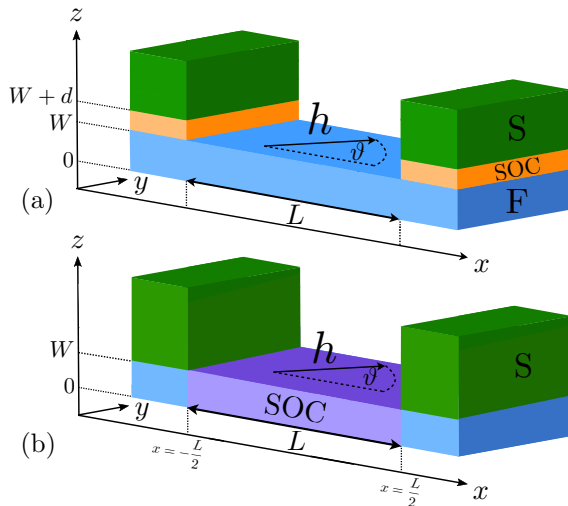 z
W + d
W
0
y
(a)
h
ϑ
L
S
SOC
F
x
z
W
0
y
(b)
h
ϑ
SOC
L
S
x = −L/2
x = L/2
x